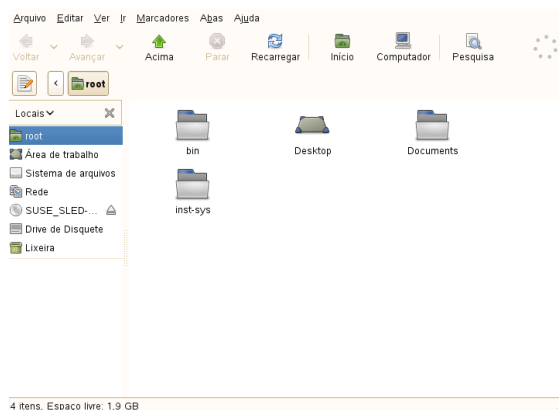 Arquivo Editar Ver Ir Marcadores Abas Ajuda
Voltar Avançar Acima Parar Recarregar Início Computador Pesquisa
root
Locais
root
Área de trabalho
Sistema de arquivos
Rede
SUSE_SLED-...
Drive de Disquete
Lixeira
bin Desktop Documents
inst-sys
4 itens, Espaço livre: 1,9 GB